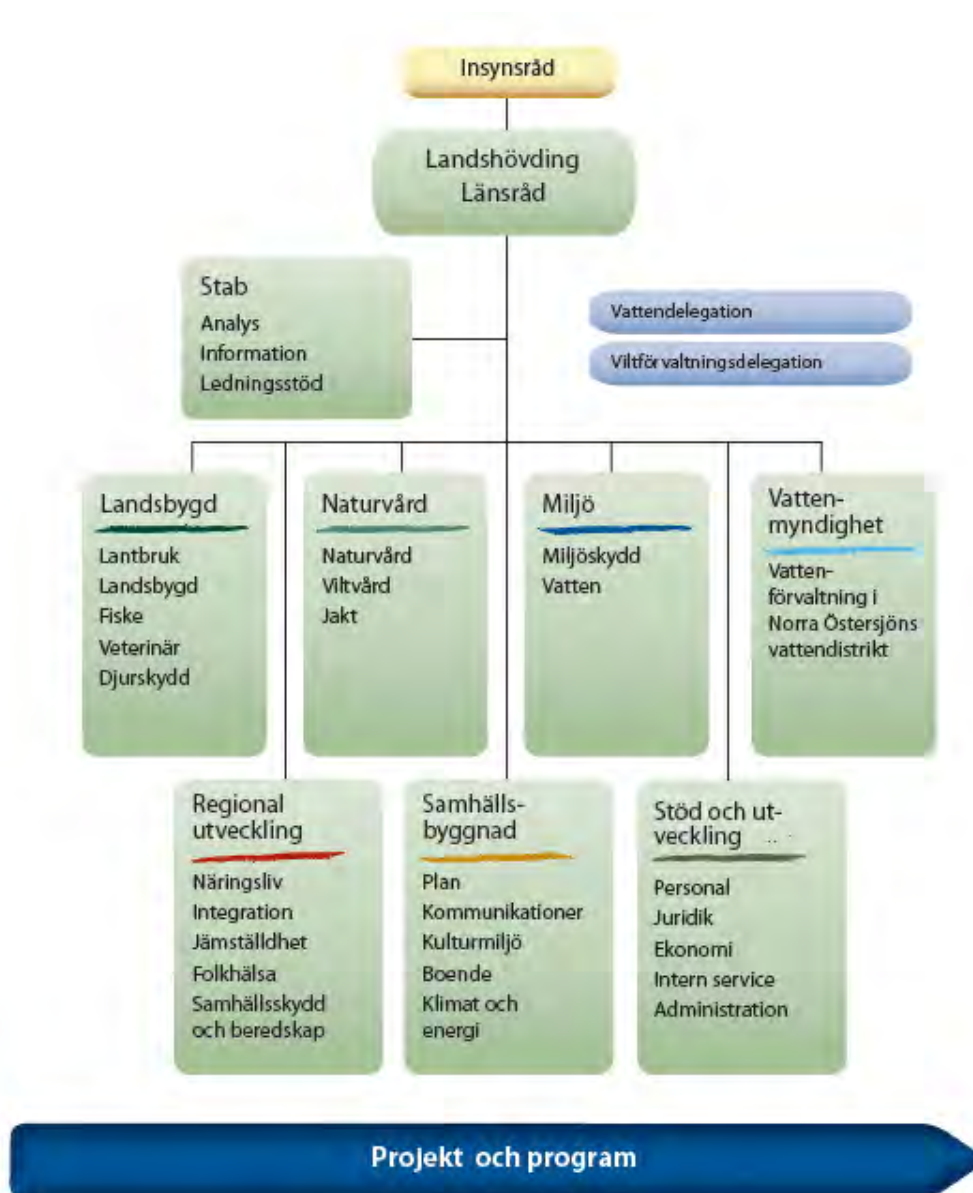 Insynsråd
Landshövding
Länsråd
Stab
Analys
Information
Ledningsstöd
Vattendelegation
Viltförvaltningsdelegation
Landsbygd
Lantbruk
Landsbygd
Fiske
Veterinär
Djurskydd
Naturvård
Naturvård
Viltvård
Jakt
Miljö
Miljöskydd
Vatten
Vatten-
myndighet
Vatten-
förvaltning i
Norra Östersjöns
vattendistrikt
Regional
utveckling
Näringsliv
Integration
Jämställdhet
Folkhälsa
Samhällsskydd
och beredskap
Samhälls-
byggnad
Plan
Kommunikationer
Kulturmiljö
Boende
Klimat och
energi
Stöd och ut-
veckling ..
Personal
Juridik
Ekonomi
Intern service
Administration
Projekt och program